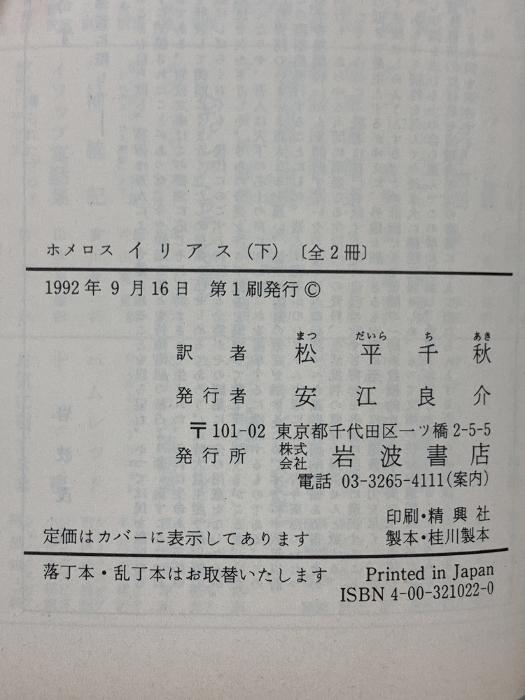 ホメロス イリアス(下)〔全2冊〕
1992年9月16日 第1刷発行©
まつ だいら ち あき
訳者 松平千秋
発行者 安江良介
〒101-02 東京都千代田区一ツ橋2-5-5
発行所 株式会社 岩波書店
電話 03-3265-4111(案内)
印刷・精興社
定価はカバーに表示してあります 製本・桂川製本
落丁本・乱丁本はお取替いたします Printed in Japan
ISBN 4-00-321022-0